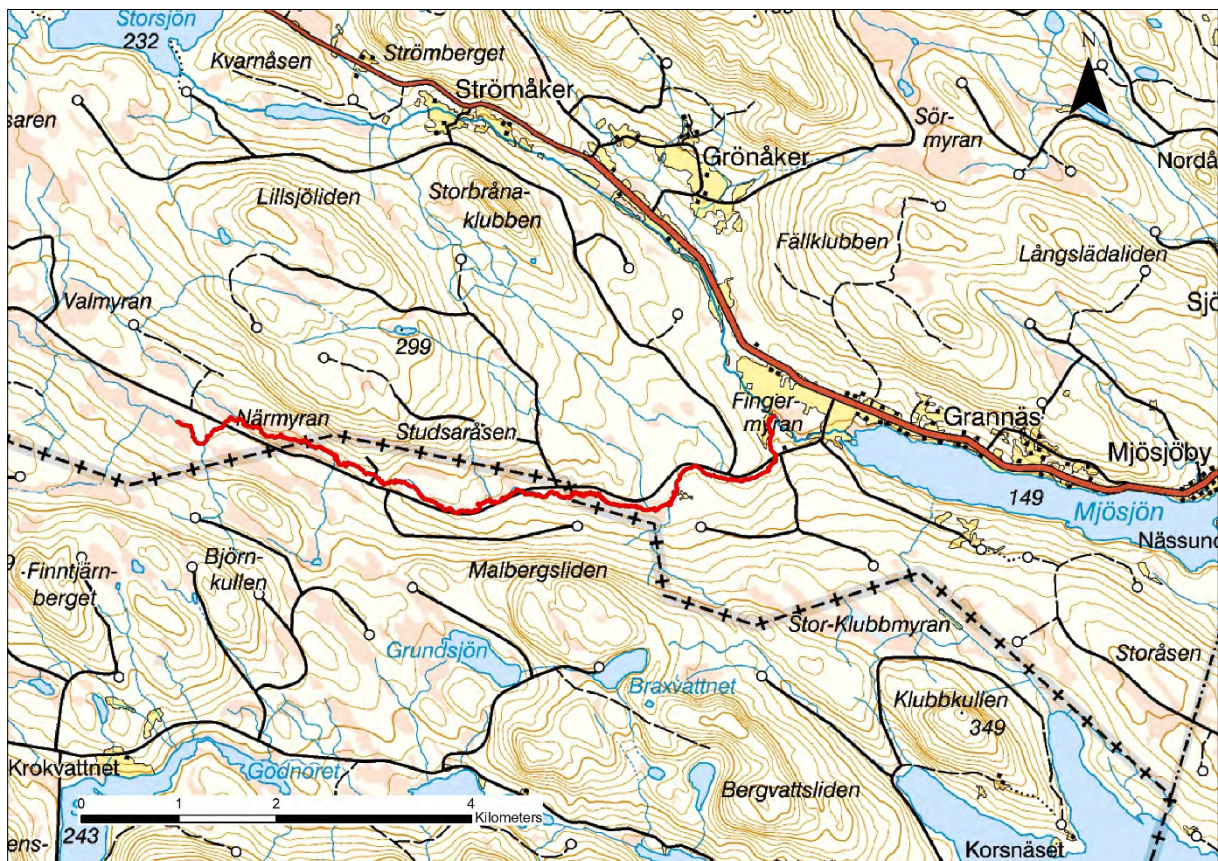 Storsjön
232
Kvarnåsen
Strömberget
Strömåker
N
saren
Sör-
myran
Grönåker
Nordå
Lillsjöliden
Storbråna-
klubben
Fällklubben
Långslädaliden
Valmyran
Sjö
299
Närmyran
Studsaråsen
Finger-
myran
Grannäs
Mjösjöby
149
Mjösjön
Nässund
Björn-
kullen
Finntjärn-
berget
Malbergsliden
Stor-Klubbmyran
Grundsjön
Storåsen
Braxvattnet
Klubbkullen
349
Krokvattnet
Godnoret
Bergvattsliden
0 1 2 4
Kilometers
243
ens-
Korsnäset